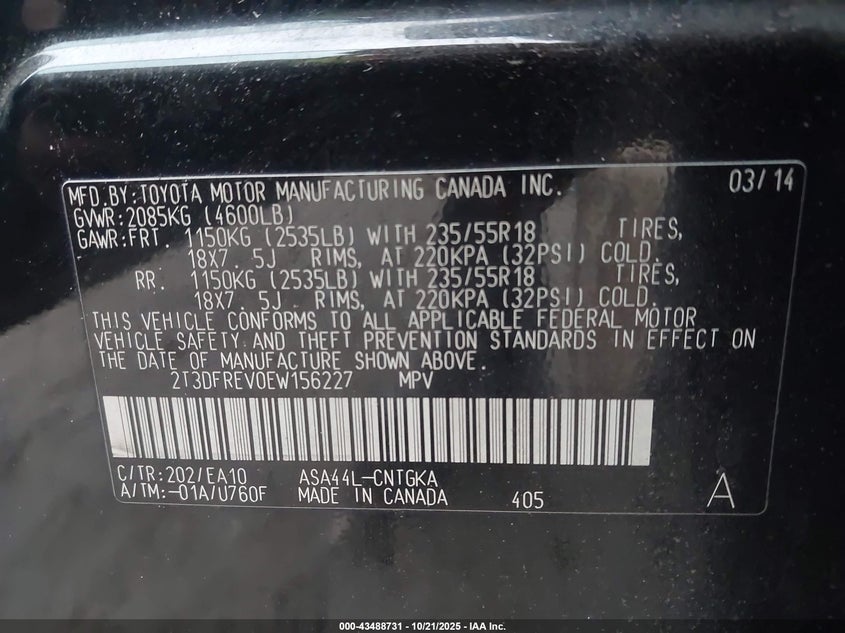 MFD.BY:TOYOTA MOTOR MANUFACTURING CANADA INC. 03/14
GVWR:2085KG (4600LB)
GAWR:FRT. 1150KG (2535LB) WITH 235/55R18 TIRES,
18X7.5J RIMS, AT 220KPA (32PSI) COLD.
RR. 1150KG (2535LB) WITH 235/55R18 TIRES,
18X7.5J RIMS, AT 220KPA (32PSI) COLD.
THIS VEHICLE CONFORMS TO ALL APPLICABLE FEDERAL MOTOR
VEHICLE SAFETY AND THEFT PREVENTION STANDARDS IN EFFECT ON
THE DATE OF MANUFACTURE SHOWN ABOVE.
2T3DFREV0EW156227 MPV
C/TR:202/EA10 ASA44L-CNTGKA
A/TM:-01A/U760F MADE IN CANADA 405 A
000-43488731 - 10/21/2025 - IAA Inc.